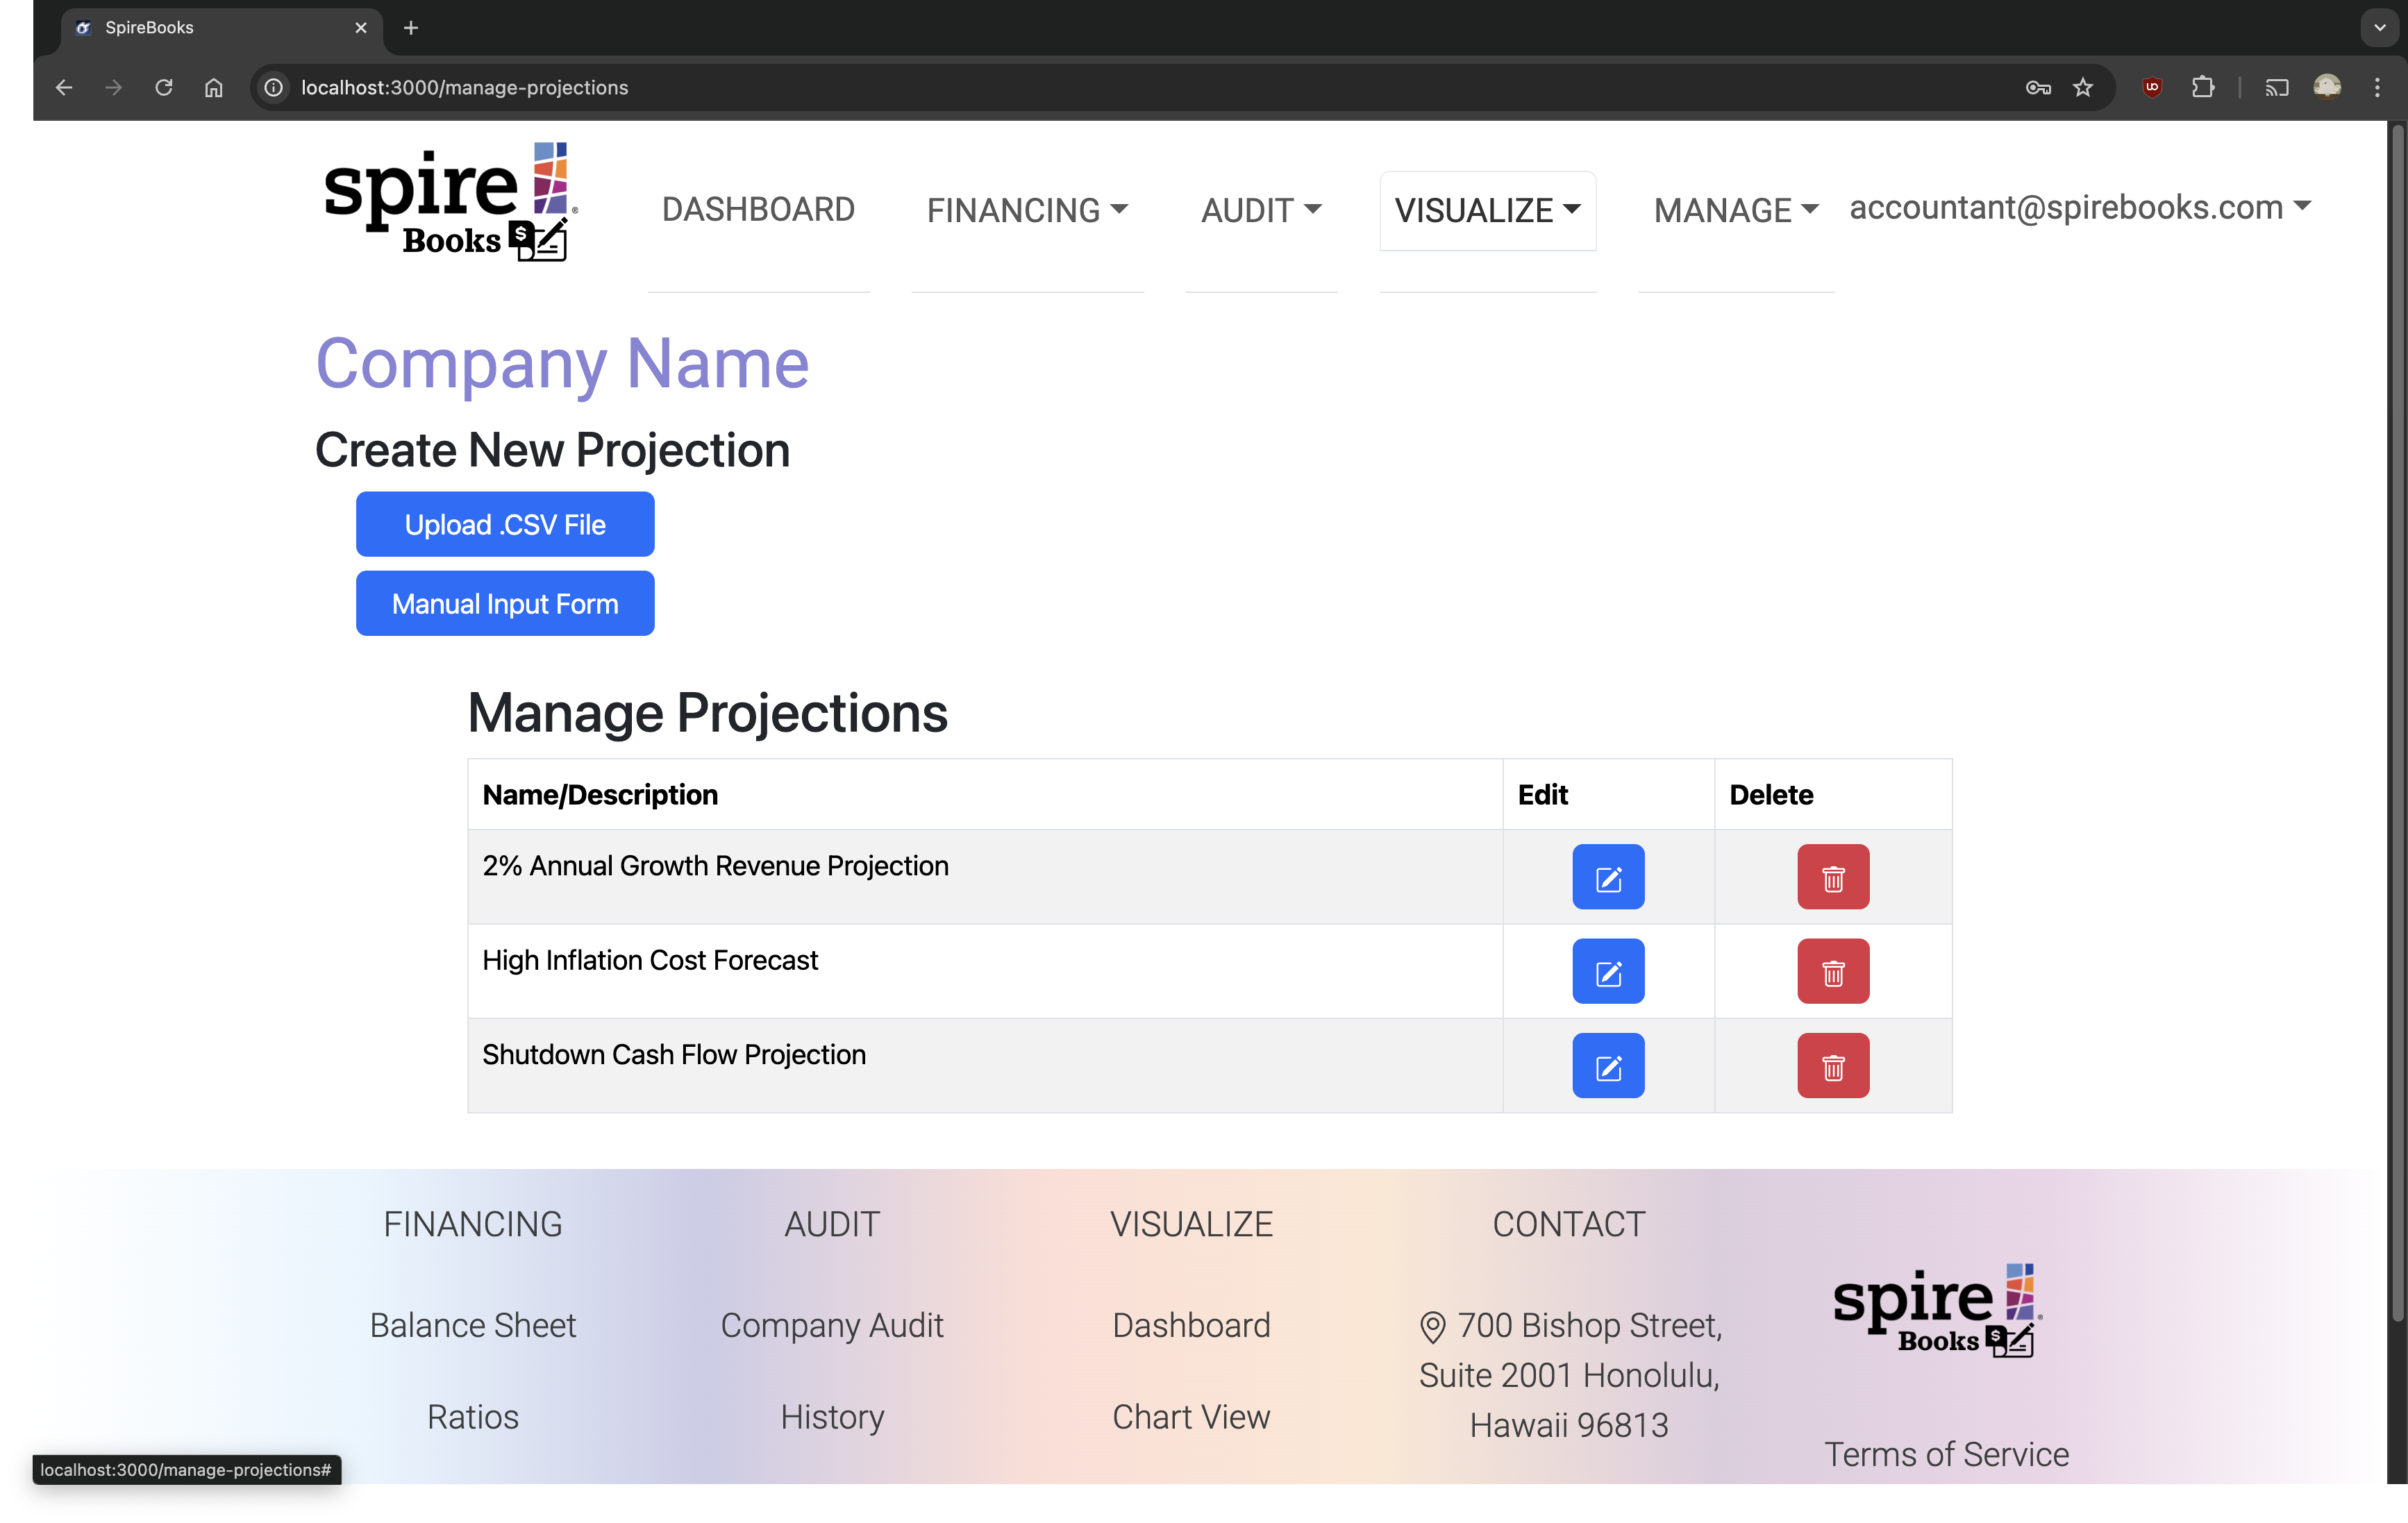 SpireBooks
localhost:3000/manage-projections
spire
Books
DASHBOARD
FINANCING
AUDIT
VISUALIZE
MANAGE
accountant@spirebooks.com
Company Name
Create New Projection
Upload .CSV File
Manual Input Form
Manage Projections
Name/Description Edit Delete
2% Annual Growth Revenue Projection
High Inflation Cost Forecast
Shutdown Cash Flow Projection
FINANCING
Balance Sheet
Ratios
AUDIT
Company Audit
History
VISUALIZE
Dashboard
Chart View
CONTACT
700 Bishop Street,
Suite 2001 Honolulu,
Hawaii 96813
spire
Books
Terms of Service
localhost:3000/manage-projections#